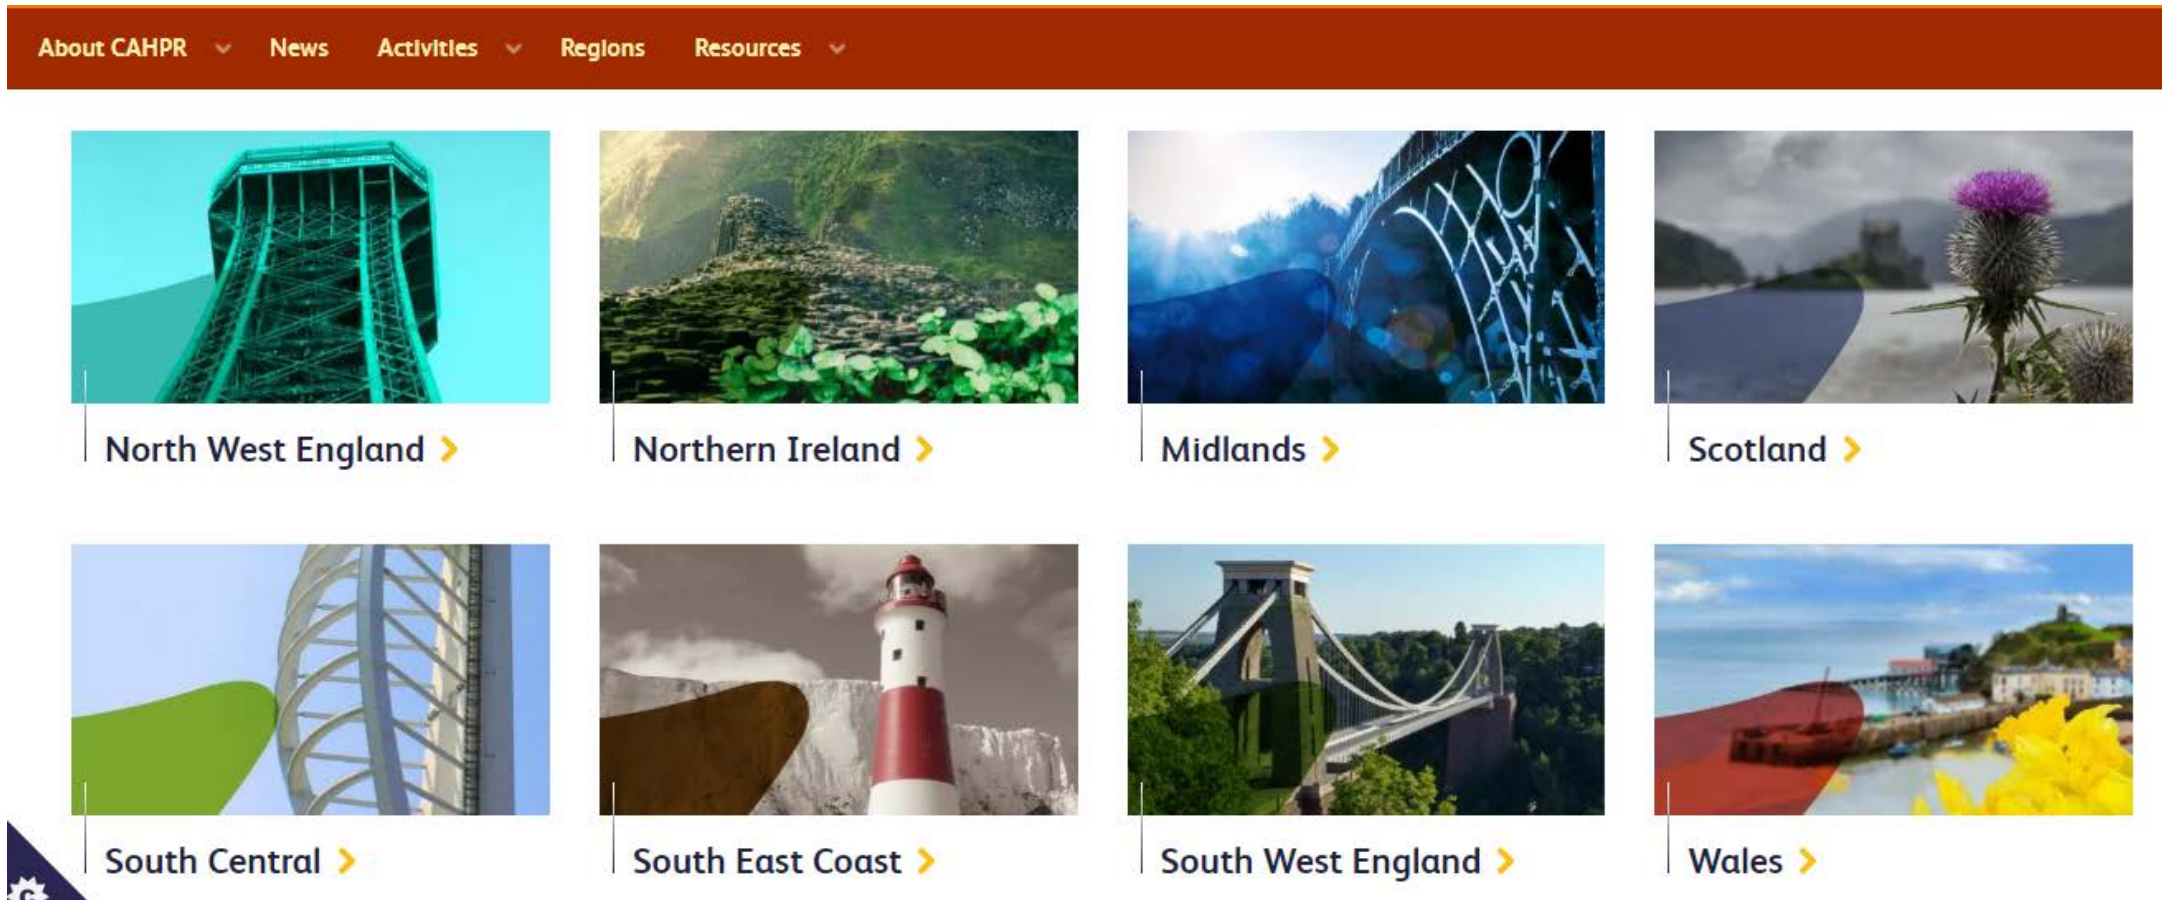 About CAHPR News Activities Regions Resources
North West England Northern Ireland Midlands Scotland
South Central South East Coast South West England Wales